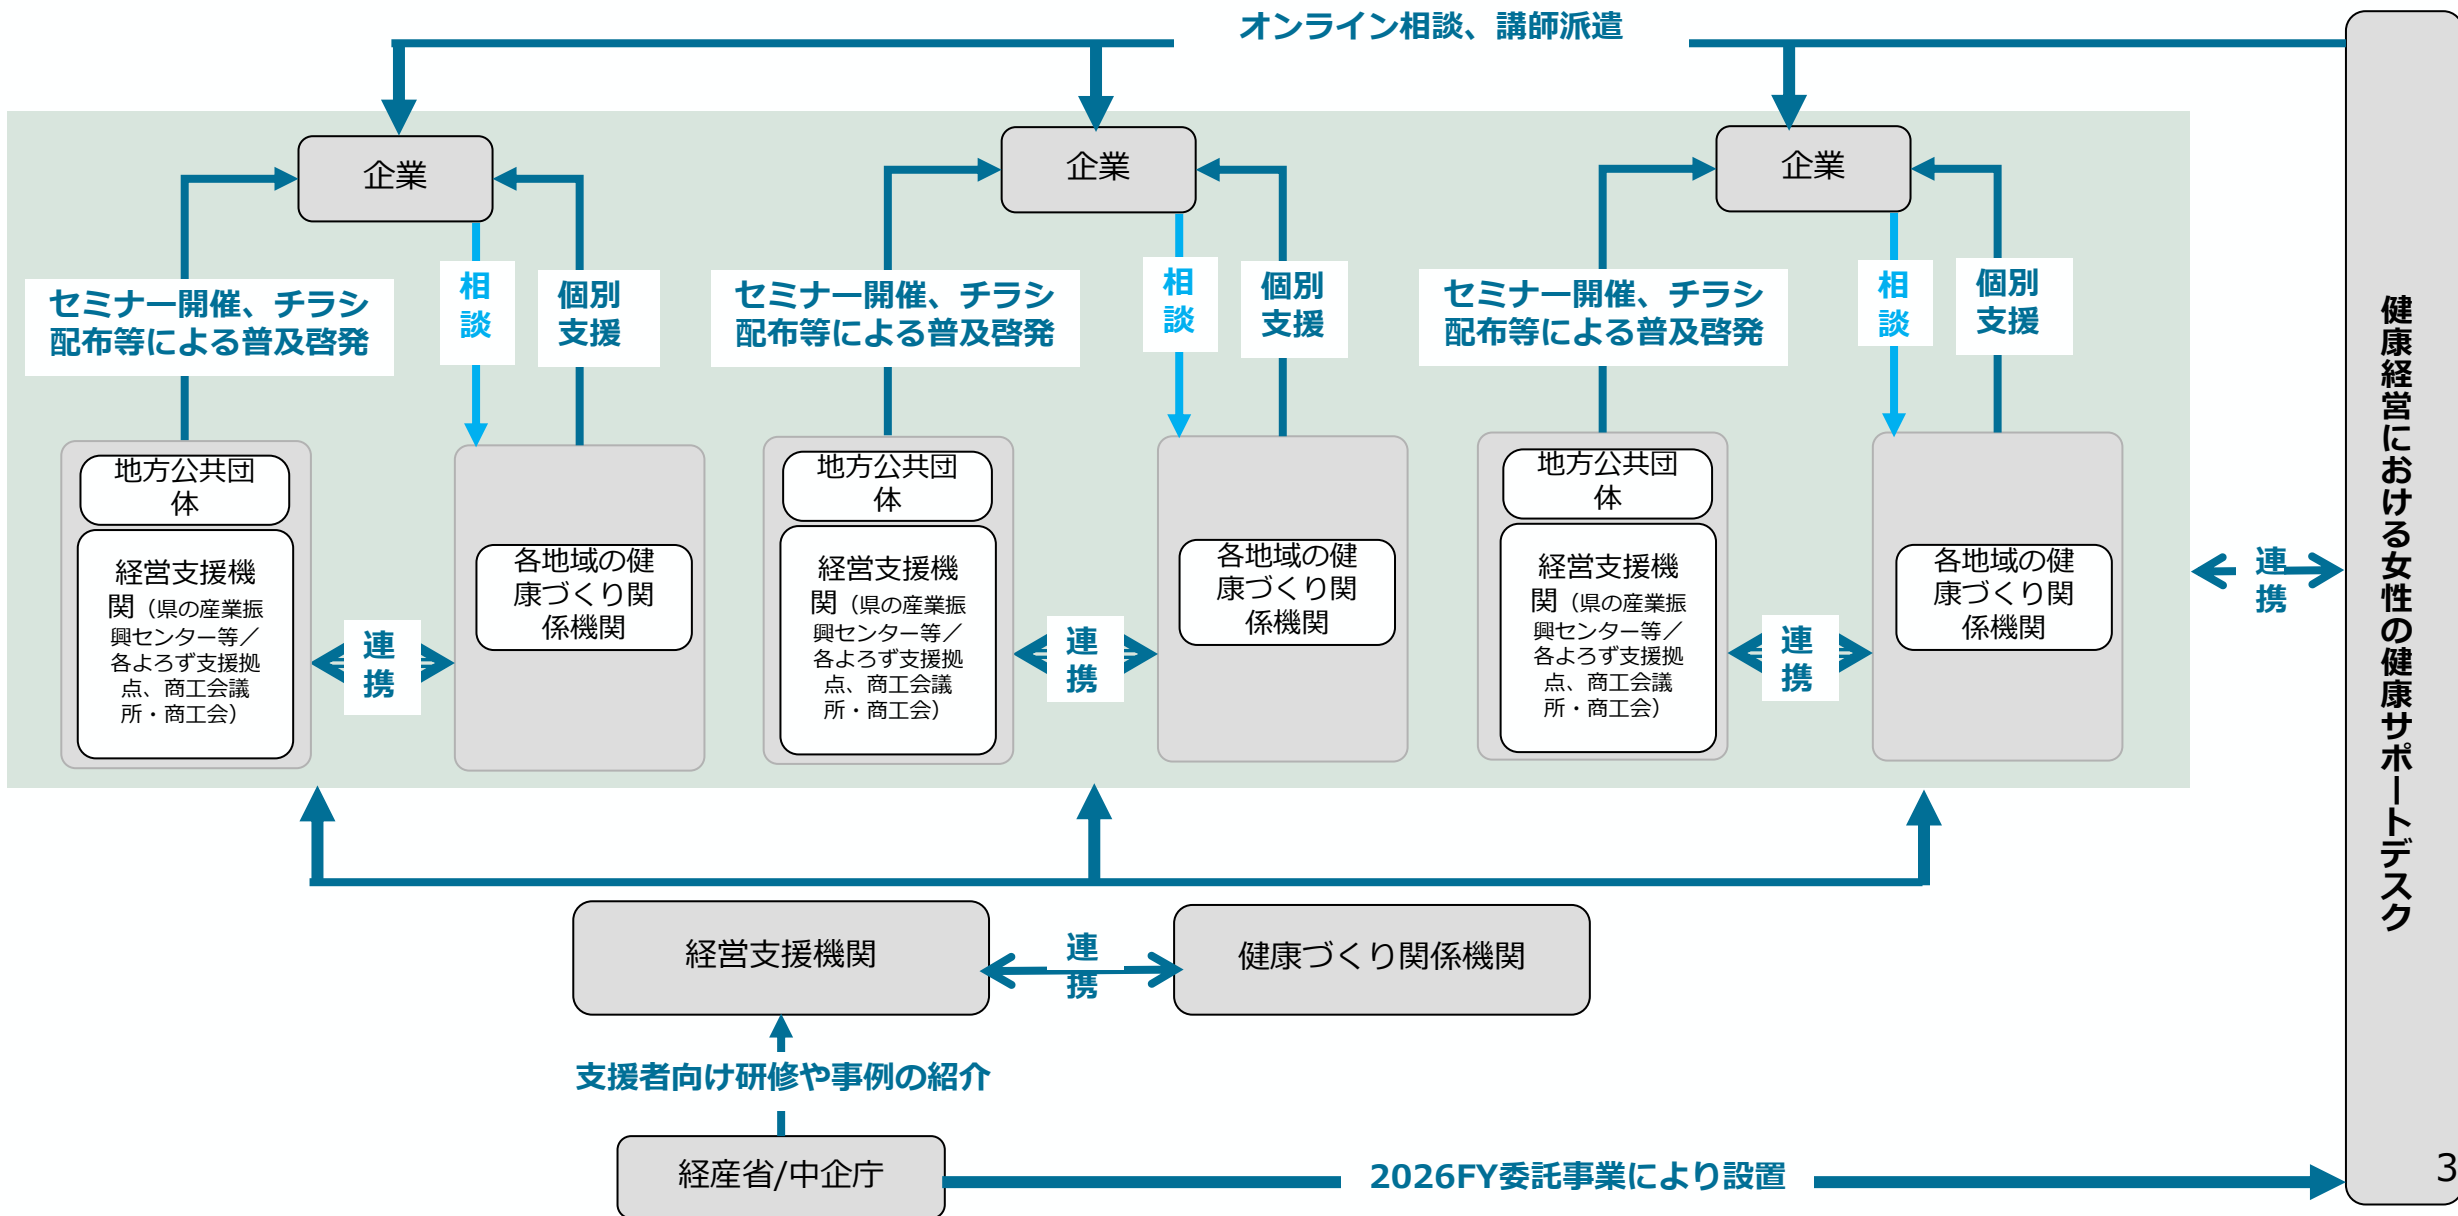 オンライン相談、講師派遣
企業
企業
企業
セミナー開催、チラシ
配布等による普及啓発
相
談
個別
支援
セミナー開催、チラシ
配布等による普及啓発
相
談
個別
支援
セミナー開催、チラシ
配布等による普及啓発
相
談
個別
支援
地方公共団
体
経営支援機
関（県の産業振
興センター等／
各よろず支援拠
点、商工会議
所・商工会）
連
携
各地域の健
康づくり関
係機関
地方公共団
体
経営支援機
関（県の産業振
興センター等／
各よろず支援拠
点、商工会議
所・商工会）
連
携
各地域の健
康づくり関
係機関
地方公共団
体
経営支援機
関（県の産業振
興センター等／
各よろず支援拠
点、商工会議
所・商工会）
連
携
各地域の健
康づくり関
係機関
連
携
健康経営における女性の健康サポートデスク
経営支援機関
連
携
健康づくり関係機関
支援者向け研修や事例の紹介
経産省/中企庁
2026FY委託事業により設置
3